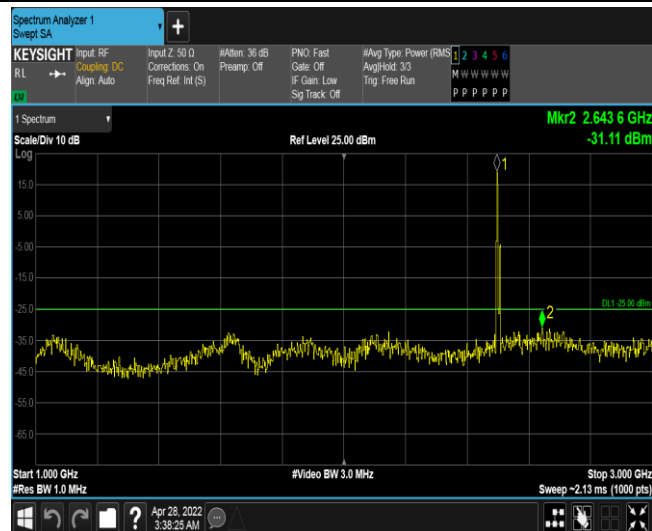 Spectrum Analyzer 1
Swept SA
KEYSIGHT
RL
Input: RF
Coupling: DC
Align: Auto
Input Z: 50 Ω
Corrections: On
Freq Ref: Int (S)
#Atten: 36 dB
Preamp: Off
PNO: Fast
Gate: Off
IF Gain: Low
Sig Track: Off
#Avg Type: Power (RMS
Avg|Hold: 3/3
Trig: Free Run
1 2 3 4 5 6
M W W W W W
P P P P P P
1 Spectrum
Mkr2 2.643 6 GHz
-31.11 dBm
Scale/Div 10 dB
Ref Level 25.00 dBm
Log
15.0
5.00
-5.00
-15.0
-25.0
-35.0
-45.0
-55.0
-65.0
1
2
DL1 -25.00 dBm
Start 1.000 GHz
#Video BW 3.0 MHz
Stop 3.000 GHz
#Res BW 1.0 MHz
Sweep ~2.13 ms (1000 pts)
?
Apr 28, 2022
3:38:25 AM